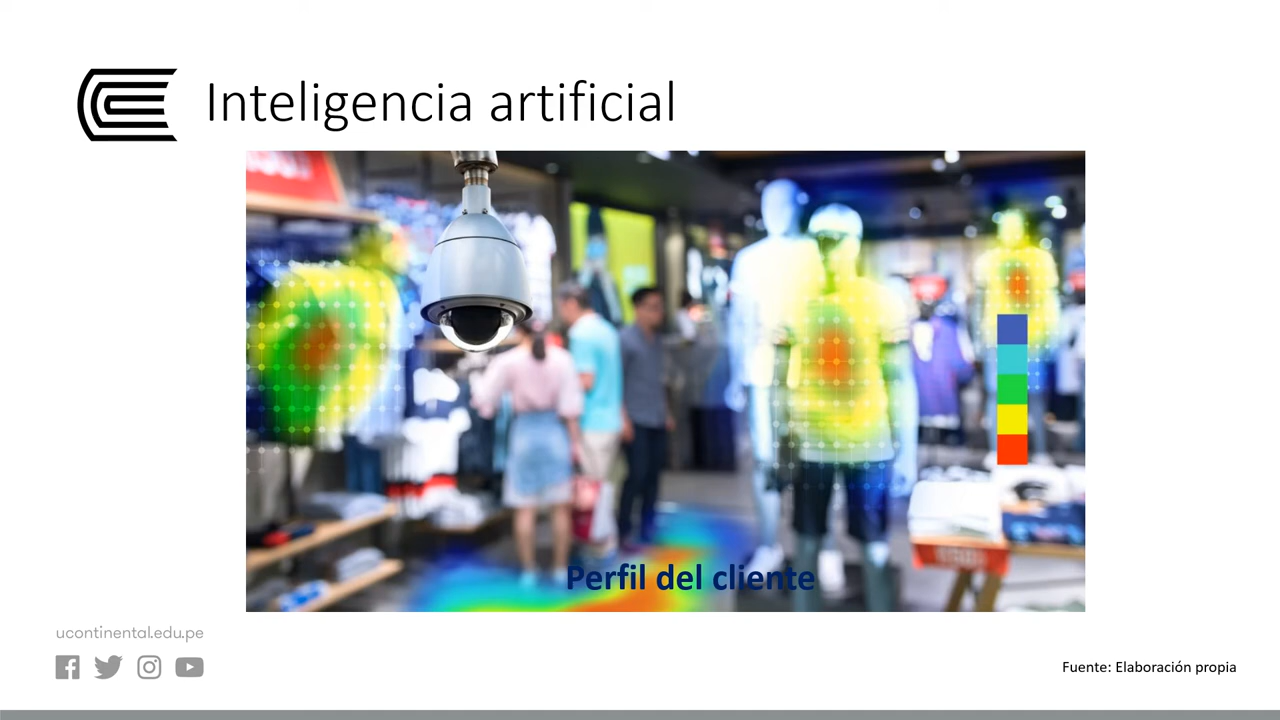 Inteligencia artificial
Perfil del cliente
ucontinental.edu.pe
Fuente: Elaboración propia